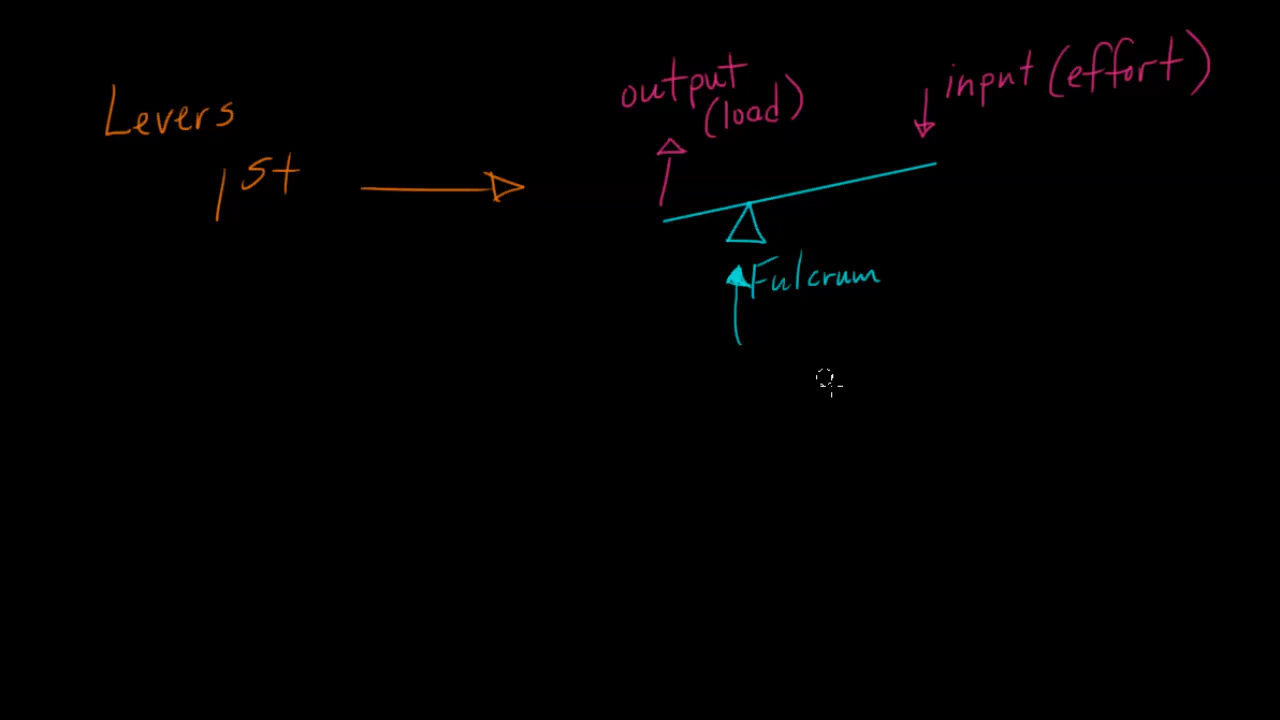 Levers
1st
output
(load)
input (effort)
Fulcrum